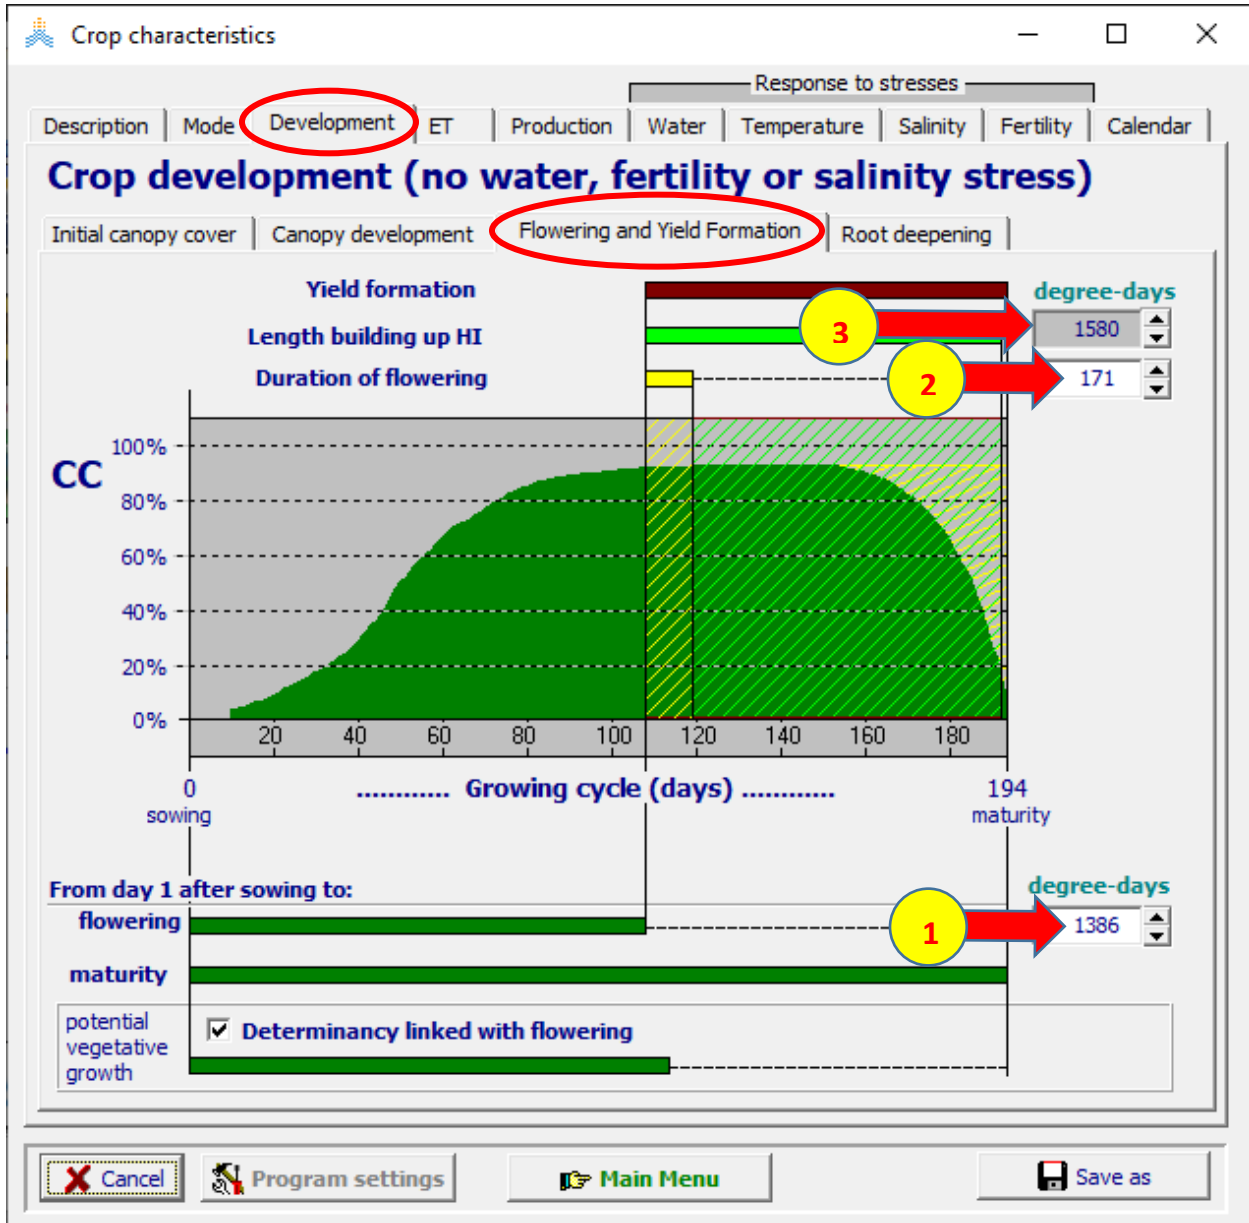 Crop characteristics
Response to stresses
Description Mode Development ET Production Water Temperature Salinity Fertility Calendar
Crop development (no water, fertility or salinity stress)
Initial canopy cover Canopy development Flowering and Yield Formation Root deepening
Yield formation
degree-days
Length building up HI
3
1580
Duration of flowering
2
171
CC
100%
80%
60%
40%
20%
0%
20 40 60 80 100 120 140 160 180
0 ............ Growing cycle (days) ............ 194
sowing maturity
From day 1 after sowing to:
degree-days
flowering
1
1386
maturity
potential
vegetative
growth
Determinancy linked with flowering
Cancel Program settings Main Menu Save as